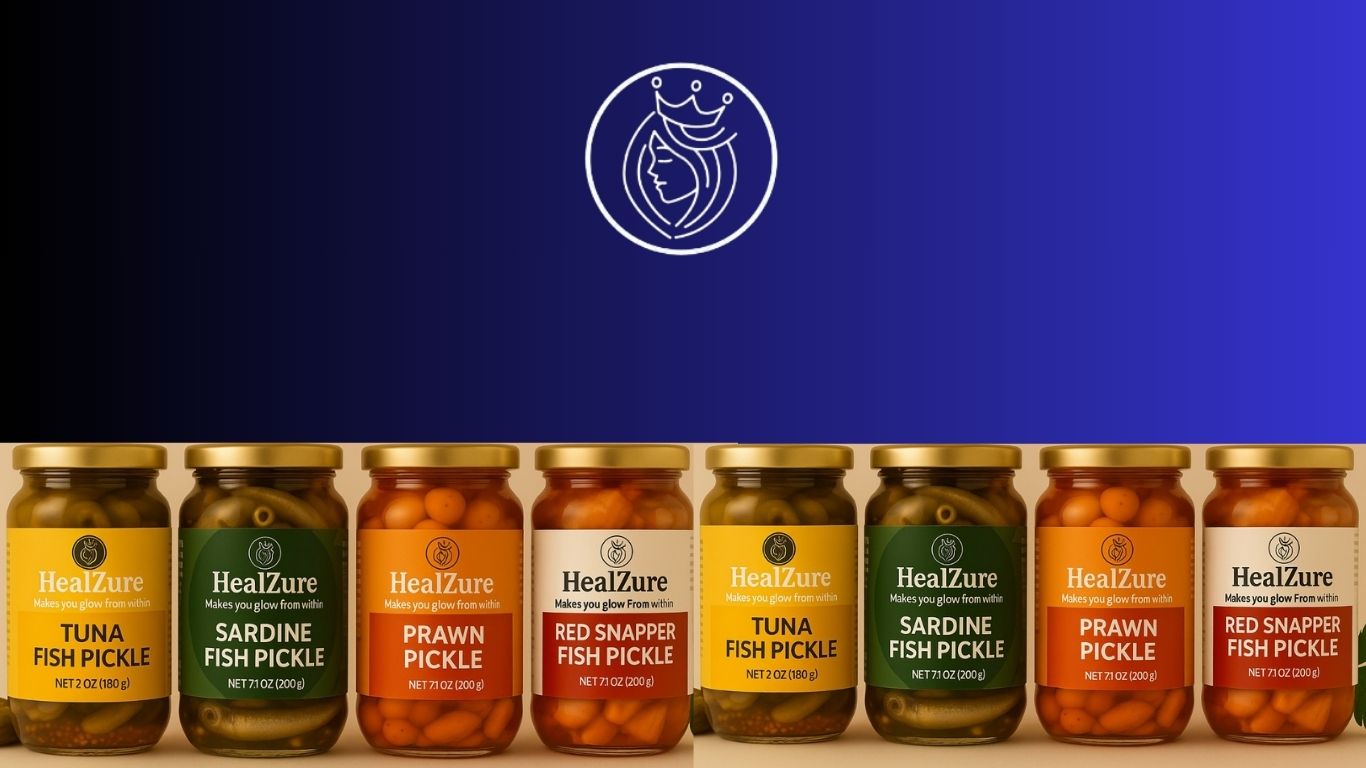 HealZure
Makes you glow from within
TUNA
FISH PICKLE
NET 2 OZ (180 g)
HealZure
Makes you glow from within
SARDINE
FISH PICKLE
NET 7.1 OZ (200 g)
HealZure
Makes you glow from within
PRAWN
PICKLE
NET 7.1 OZ (200 g)
HealZure
Makes you glow From within
RED SNAPPER
FISH PICKLE
NET 7.1 OZ (200 g)
HealZure
Makes you glow from within
TUNA
FISH PICKLE
NET 2 OZ (180 g)
HealZure
Makes you glow from within
SARDINE
FISH PICKLE
NET 7.1 OZ (200 g)
HealZure
Makes you glow from within
PRAWN
PICKLE
NET 7.1 OZ (200 g)
HealZure
Makes you glow From within
RED SNAPPER
FISH PICKLE
NET 7.1 OZ (200 g)